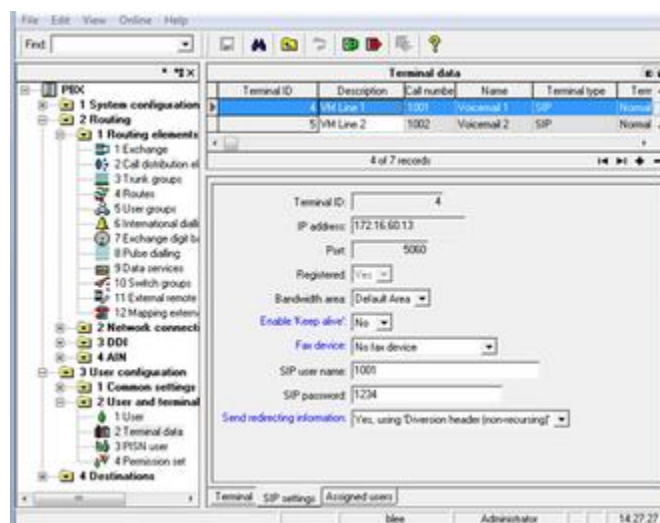 File Edit View Online Help
Find:
Terminal data
Terminal ID Description Call number Name Terminal type Term
4 VM Line 1 1001 Voicemail 1 SIP Normal
5 VM Line 2 1002 Voicemail 2 SIP Normal
4 of 7 records
PBX
1 System configuration
2 Routing
1 Routing elements
1 Exchange
2 Call distribution el
3 Trunk groups
4 Routes
5 User groups
6 International diali
7 Exchange digit ba
8 Pulse dialing
9 Data services
10 Switch groups
11 External remote
12 Mapping extern
2 Network connecti
3 DDI
4 AIN
3 User configuration
1 Common settings
2 User and terminal
1 User
2 Terminal data
3 PISN user
4 Permission set
4 Destinations
Terminal ID: 4
IP address: 172.16.60.13
Port: 5060
Registered: Yes
Bandwidth area: Default Area
Enable 'Keep alive': No
Fax device: No fax device
SIP user name: 1001
SIP password: 1234
Send redirecting information: Yes, using 'Diversion header (non-recursing)'
Terminal SIP settings Assigned users
blee Administrator 14:27:27